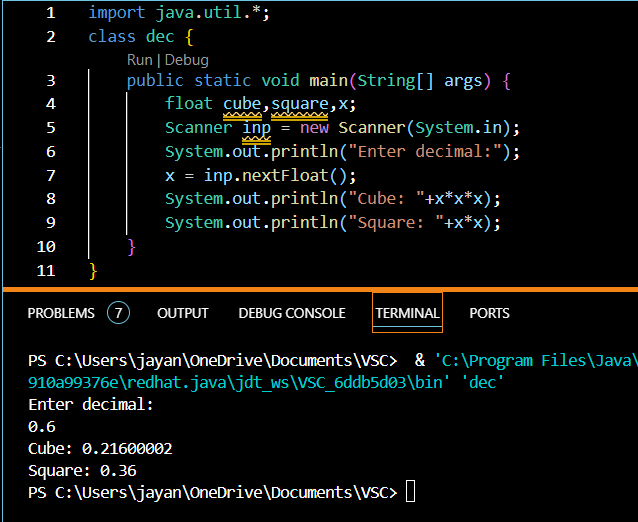 1 import java.util.*;
2 class dec {
Run | Debug
3 public static void main(String[] args) {
4 float cube,square,x;
5 Scanner inp = new Scanner(System.in);
6 System.out.println("Enter decimal:");
7 x = inp.nextFloat();
8 System.out.println("Cube: "+x*x*x);
9 System.out.println("Square: "+x*x);
10 }
11 }
PROBLEMS 7 OUTPUT DEBUG CONSOLE TERMINAL PORTS
PS C:\Users\jayan\OneDrive\Documents\VSC>  & 'C:\Program Files\Java\
910a99376e\redhat.java\jdt_ws\VSC_6ddb5d03\bin' 'dec'
Enter decimal:
0.6
Cube: 0.21600002
Square: 0.36
PS C:\Users\jayan\OneDrive\Documents\VSC>